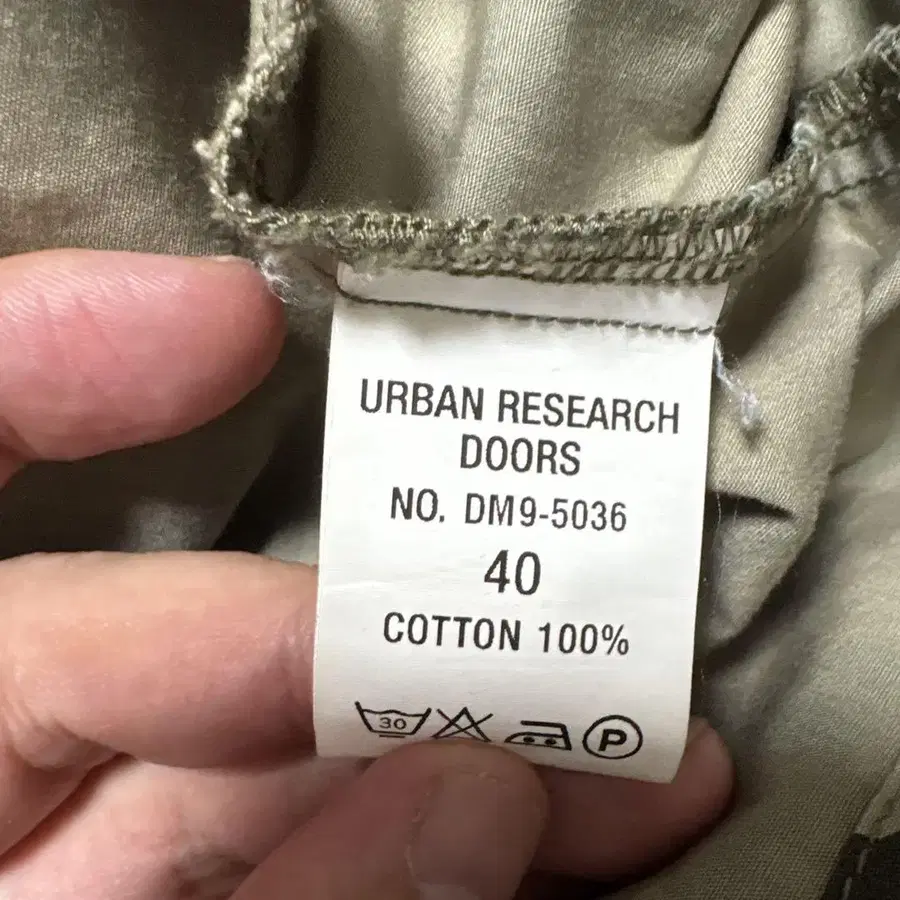 URBAN RESEARCH
DOORS
NO. DM9-5036
40
COTTON 100%
30 P